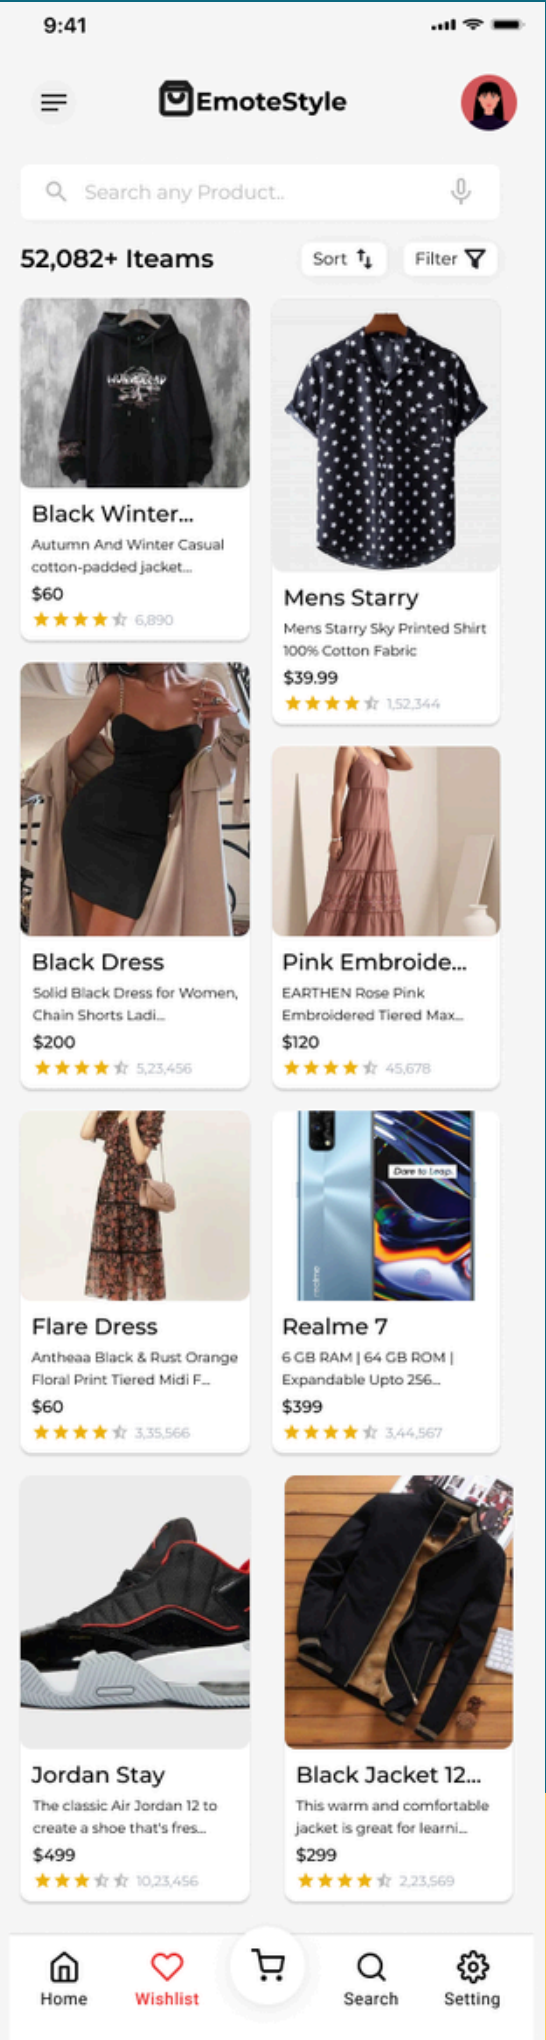 9:41
EmoteStyle
Search any Product..
52,082+ Iteams
Sort
Filter
Black Winter...
Autumn And Winter Casual
cotton-padded jacket...
$60
6,890
Mens Starry
Mens Starry Sky Printed Shirt
100% Cotton Fabric
$39.99
1,52,344
Black Dress
Solid Black Dress for Women,
Chain Shorts Ladi...
$200
5,23,456
Pink Embroide...
EARTHEN Rose Pink
Embroidered Tiered Max...
$120
45,678
Flare Dress
Antheaa Black & Rust Orange
Floral Print Tiered Midi F...
$60
3,35,566
realme
Dare to Leap.
Realme 7
6 GB RAM | 64 GB ROM |
Expandable Upto 256...
$399
3,44,567
Jordan Stay
The classic Air Jordan 12 to
create a shoe that's fres...
$499
10,23,456
Black Jacket 12...
This warm and comfortable
jacket is great for learni...
$299
2,23,569
Home
Wishlist
Search
Setting